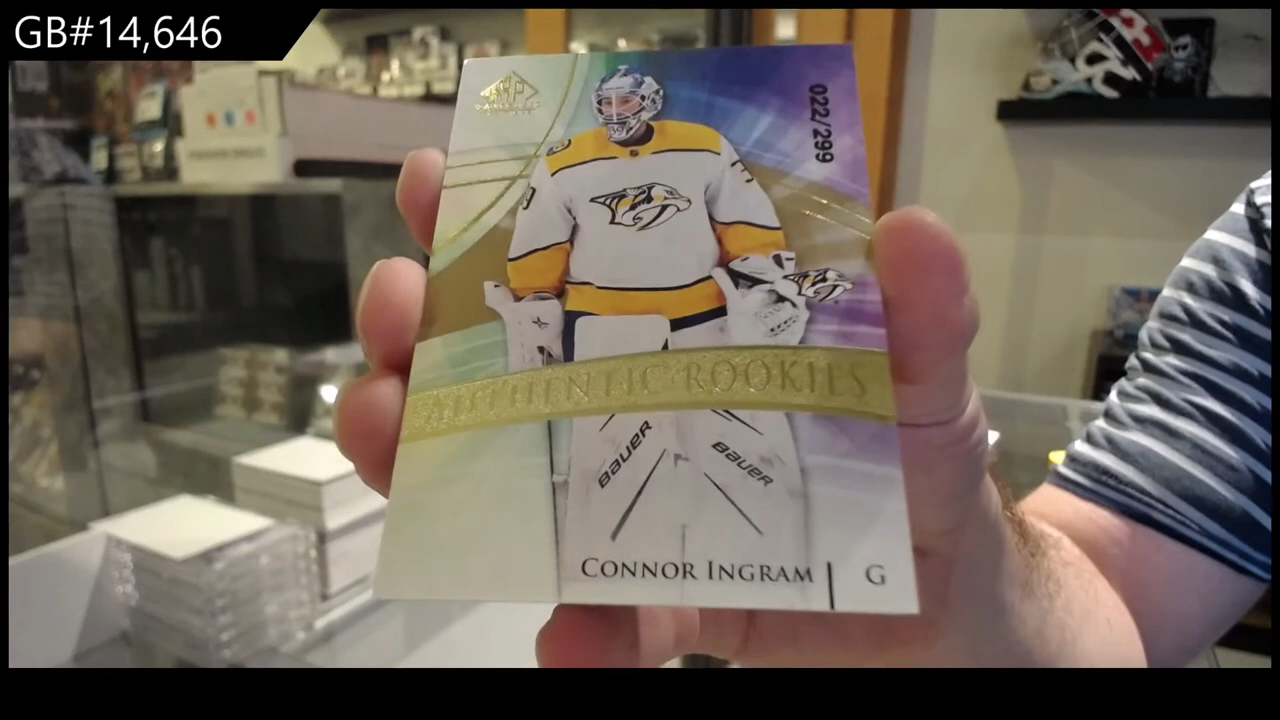 GB#14,646
022/299
AUTHENTIC ROOKIES
BAUER
BAUER
CONNOR INGRAM | G